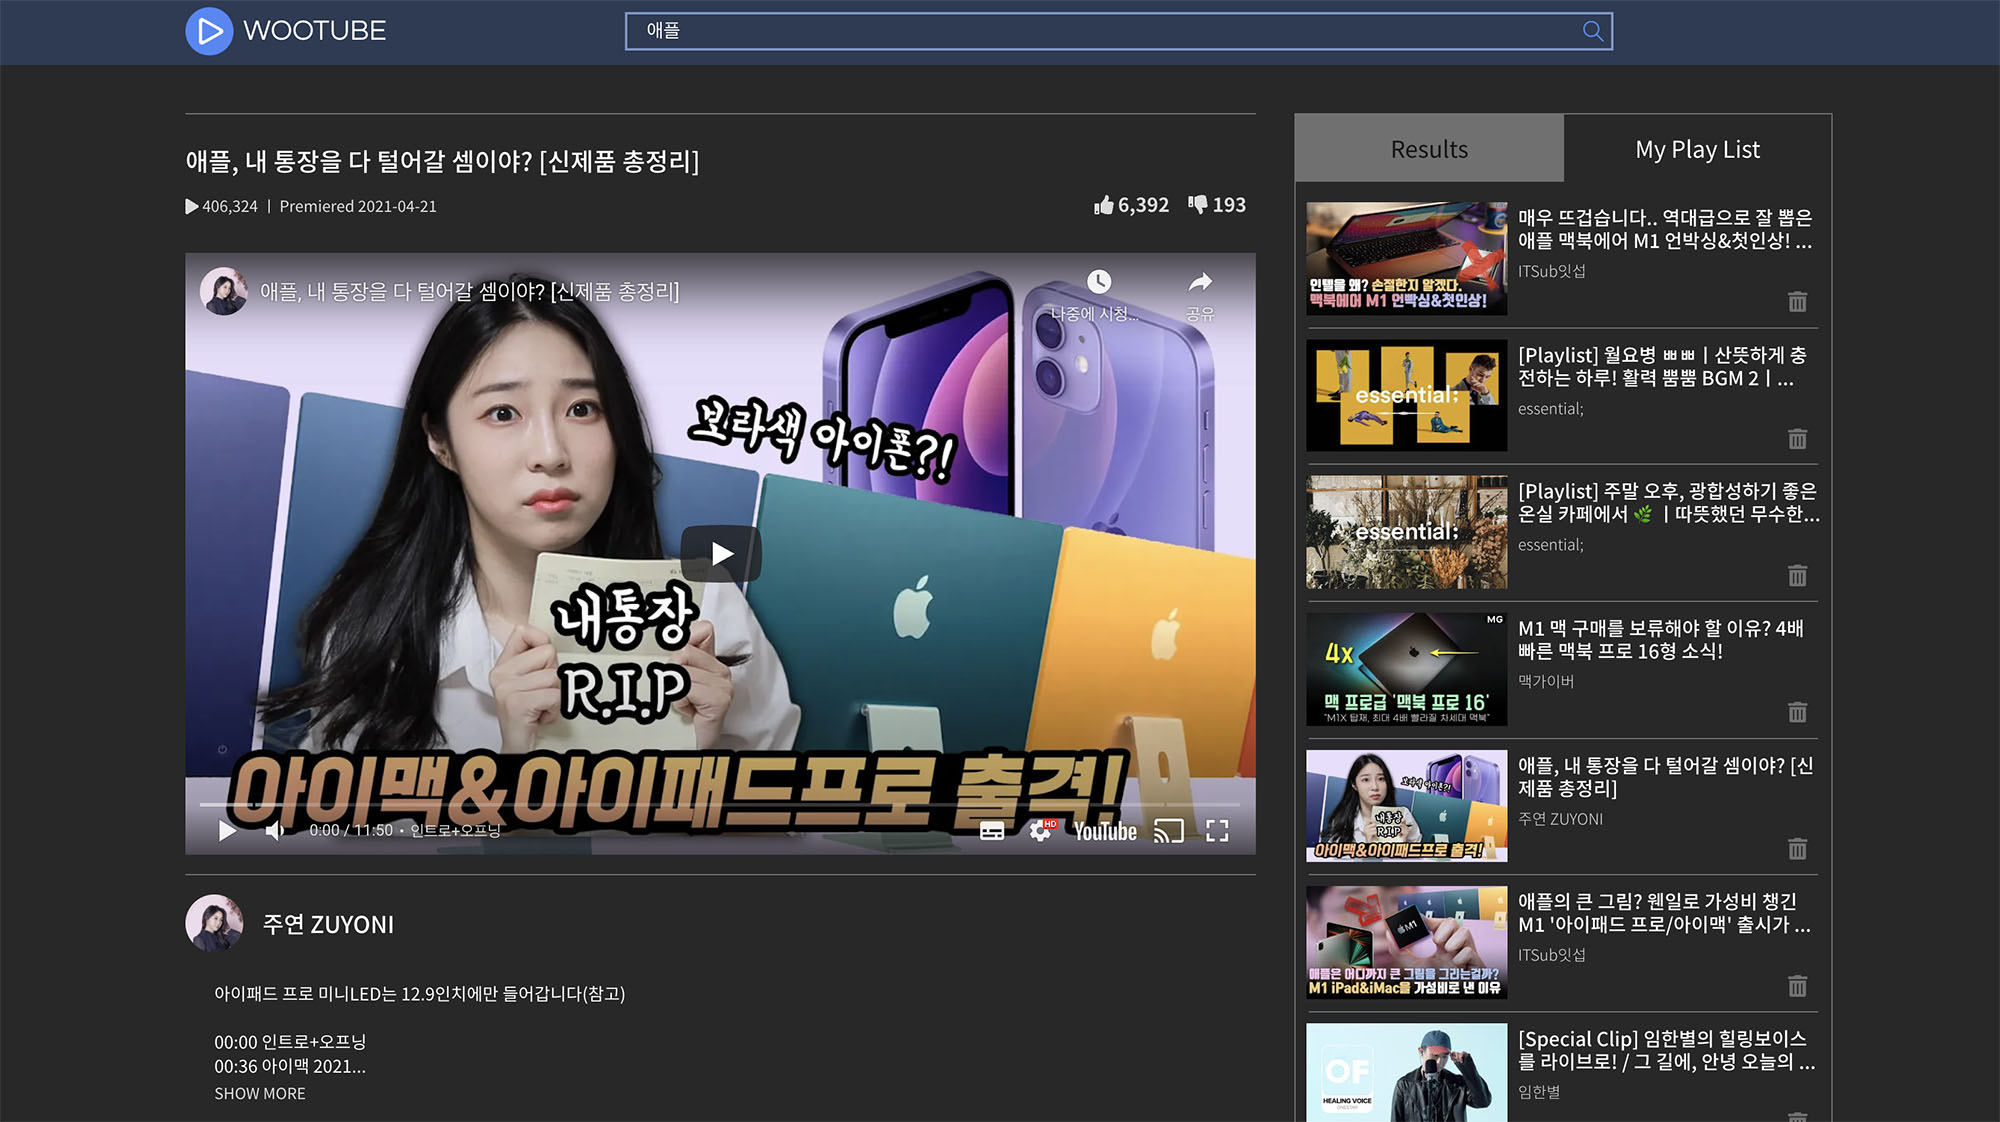 WOOTUBE
애플
애플, 내 통장을 다 털어갈 셈이야? [신제품 총정리]
406,324 | Premiered 2021-04-21
6,392 193
애플, 내 통장을 다 털어갈 셈이야? [신제품 총정리]
나중에 시청...
공유
보라색 아이폰?!
내통장
R.I.P
아이맥&아이패드프로 출격!
0:00 / 11:50 • 인트로+오프닝
HD
YouTube
주연 ZUYONI
아이패드 프로 미니LED는 12.9인치에만 들어갑니다(참고)
00:00 인트로+오프닝
00:36 아이맥 2021...
SHOW MORE
Results
My Play List
인텔을 왜? 손절한지 알겠다.
맥북에어 M1 언빡싱&첫인상!
매우 뜨겁습니다.. 역대급으로 잘 뽑은
애플 맥북에어 M1 언박싱&첫인상! ...
ITSub잇섭
essential;
[Playlist] 월요병 ㅃㅃㅣ산뜻하게 충
전하는 하루! 활력 뿜뿜 BGM 2ㅣ...
essential;
essential;
[Playlist] 주말 오후, 광합성하기 좋은
온실 카페에서 🌿 ㅣ따뜻했던 무수한...
essential;
MG
4x
맥 프로급 '맥북 프로 16'
"M1X 탑재, 최대 4배 빨라질 차세대 맥북"
M1 맥 구매를 보류해야 할 이유? 4배
빠른 맥북 프로 16형 소식!
맥가이버
보라색 아이폰?!
내통장
R.I.P
아이맥&아이패드프로 출격!
애플, 내 통장을 다 털어갈 셈이야? [신
제품 총정리]
주연 ZUYONI
M1
애플은 어디까지 큰 그림을 그리는걸까?
M1 iPad&iMac을 가성비로 낸 이유
애플의 큰 그림? 웬일로 가성비 챙긴
M1 '아이패드 프로/아이맥' 출시가 ...
ITSub잇섭
OF
HEALING VOICE
[Special Clip] 임한별의 힐링보이스
를 라이브로! / 그 길에, 안녕 오늘의 ...
임한별